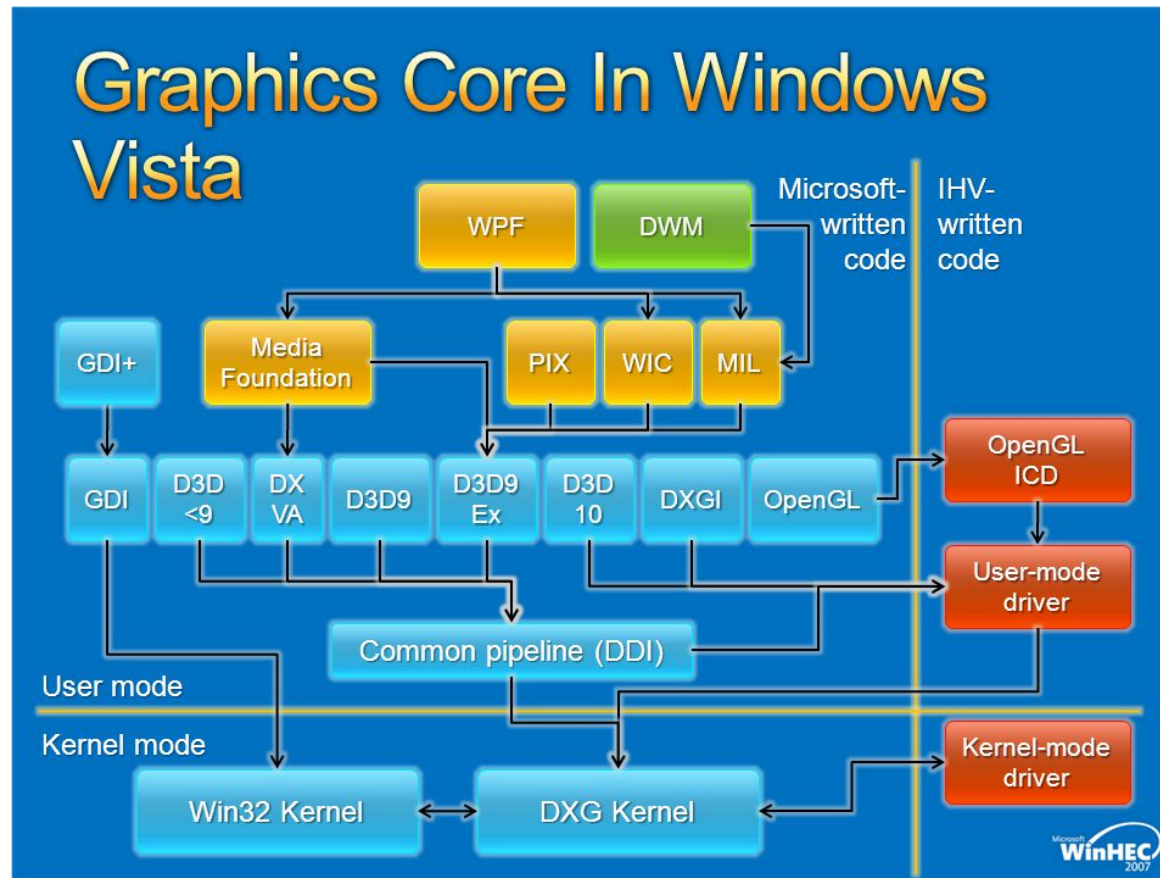 Graphics Core In Windows
Vista
Microsoft-
written
code
IHV-
written
code
WPF
DWM
GDI+
Media
Foundation
PIX
WIC
MIL
GDI
D3D
<9
DX
VA
D3D9
D3D9
Ex
D3D
10
DXGI
OpenGL
OpenGL
ICD
User-mode
driver
Common pipeline (DDI)
User mode
Kernel mode
Kernel-mode
driver
Win32 Kernel
DXG Kernel
Microsoft
WinHEC
2007